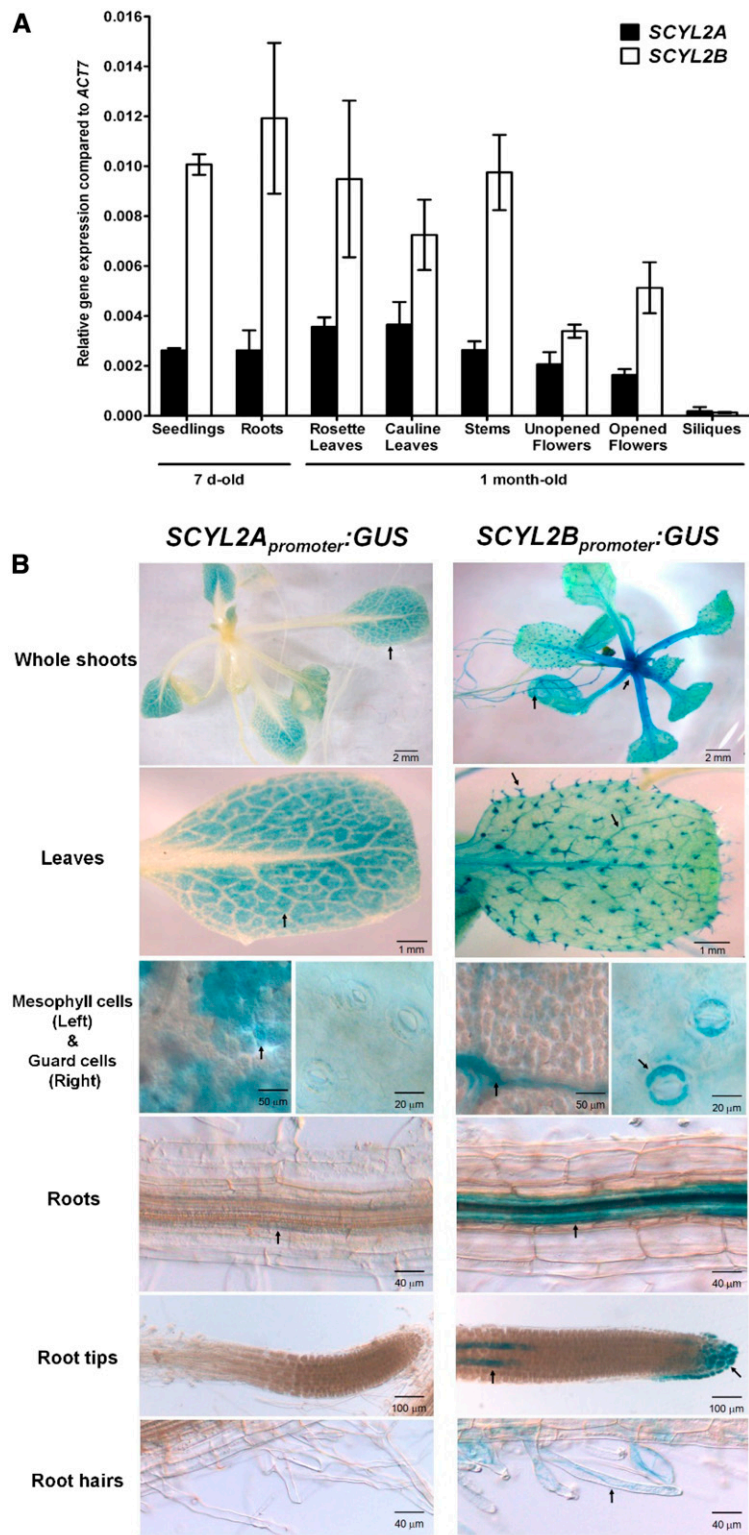 A
SCYL2A
SCYL2B
Relative gene expression compared to ACT7
0.016
0.014
0.012
0.010
0.008
0.006
0.004
0.002
0.000
Seedlings
Roots
Rosette
Leaves
Cauline
Leaves
Stems
Unopened
Flowers
Opened
Flowers
Siliques
7 d-old
1 month-old
B
SCYL2Apromoter:GUS
SCYL2Bpromoter:GUS
Whole shoots
2 mm
2 mm
Leaves
1 mm
1 mm
Mesophyll cells
(Left)
&
Guard cells
(Right)
50 µm
20 µm
50 µm
20 µm
Roots
40 µm
40 µm
Root tips
100 µm
100 µm
Root hairs
40 µm
40 µm